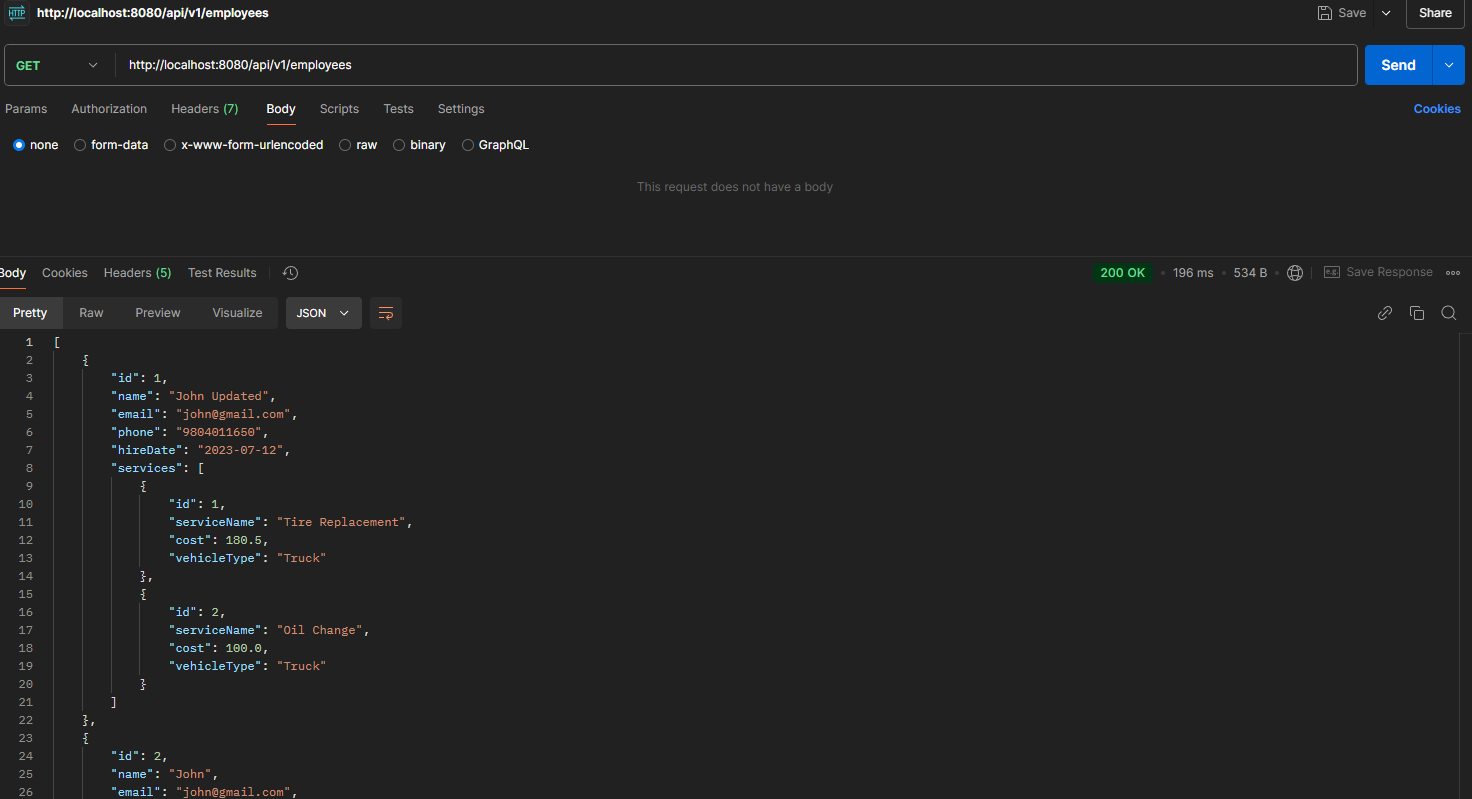 HTTP http://localhost:8080/api/v1/employees Save Share
GET http://localhost:8080/api/v1/employees Send
Params Authorization Headers (7) Body Scripts Tests Settings Cookies
none form-data x-www-form-urlencoded raw binary GraphQL
This request does not have a body
Body Cookies Headers (5) Test Results 200 OK • 196 ms • 534 B • e.g. Save Response
Pretty Raw Preview Visualize JSON
1 [
2 {
3 "id": 1,
4 "name": "John Updated",
5 "email": "john@gmail.com",
6 "phone": "9804011650",
7 "hireDate": "2023-07-12",
8 "services": [
9 {
10 "id": 1,
11 "serviceName": "Tire Replacement",
12 "cost": 180.5,
13 "vehicleType": "Truck"
14 },
15 {
16 "id": 2,
17 "serviceName": "Oil Change",
18 "cost": 100.0,
19 "vehicleType": "Truck"
20 }
21 ]
22 },
23 {
24 "id": 2,
25 "name": "John",
26 "email": "john@gmail.com",